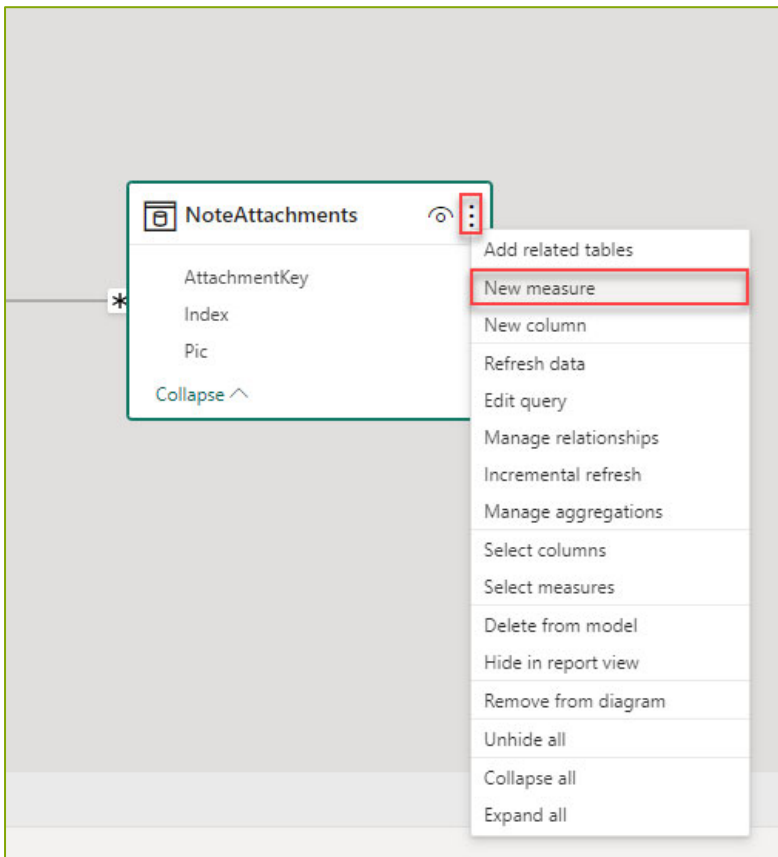 NoteAttachments
AttachmentKey
*
Index
Pic
Collapse
Add related tables
New measure
New column
Refresh data
Edit query
Manage relationships
Incremental refresh
Manage aggregations
Select columns
Select measures
Delete from model
Hide in report view
Remove from diagram
Unhide all
Collapse all
Expand all